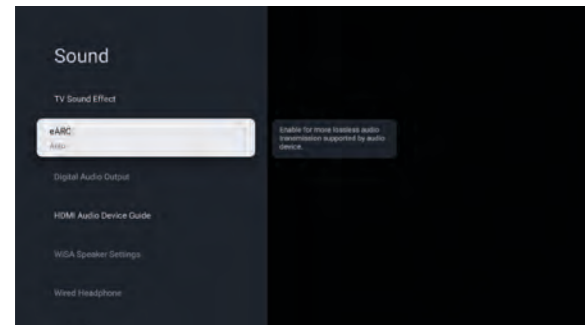 Sound
TV Sound Effect
eARC
Auto
Enable for more lossless audio
transmission supported by audio
device.
Digital Audio Output
HDMI Audio Device Guide
WiSA Speaker Settings
Wired Headphone